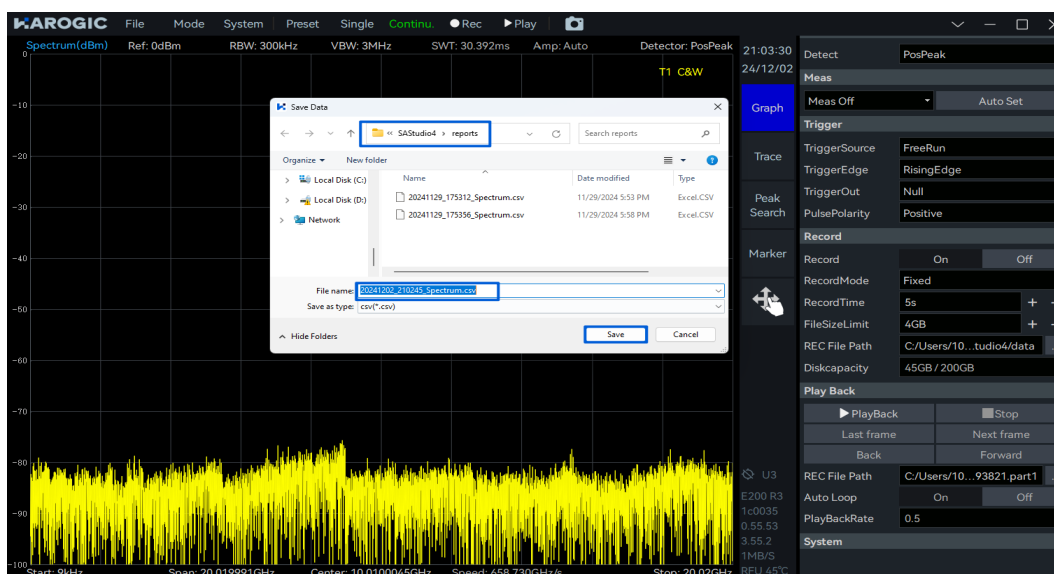 HAROGIC File Mode System Preset Single Continu. Rec Play
Spectrum(dBm) Ref: 0dBm RBW: 300kHz VBW: 3MHz SWT: 30.392ms Amp: Auto Detector: PosPeak
T1 C&W
0
-10
-20
-30
-40
-50
-60
-70
-80
-90
-100
Start: 9kHz Span: 20.019991GHz Center: 10.0100045GHz Speed: 658.730GHz/s Stop: 20.02GHz
Save Data
« SAStudio4 › reports
Search reports
Organize New folder
Local Disk (C:)
Local Disk (D:)
Network
Name Date modified Type
20241129_175312_Spectrum.csv 11/29/2024 5:53 PM Excel.CSV
20241129_175356_Spectrum.csv 11/29/2024 5:58 PM Excel.CSV
File name: 20241202_210245_Spectrum.csv
Save as type: csv(*.csv)
Hide Folders
Save Cancel
21:03:30
24/12/02
Graph
Trace
Peak
Search
Marker
U3
E200 R3
1c0035
0.55.53
3.55.2
1MB/S
RFU 45°C
Detect PosPeak
Meas
Meas Off Auto Set
Trigger
TriggerSource FreeRun
TriggerEdge RisingEdge
TriggerOut Null
PulsePolarity Positive
Record
Record On Off
RecordMode Fixed
RecordTime 5s +
FileSizeLimit 4GB +
REC File Path C:/Users/10...tudio4/data
Diskcapacity 45GB / 200GB
Play Back
PlayBack Stop
Last frame Next frame
Back Forward
REC File Path C:/Users/10...93821.part1
Auto Loop On Off
PlayBackRate 0.5
System